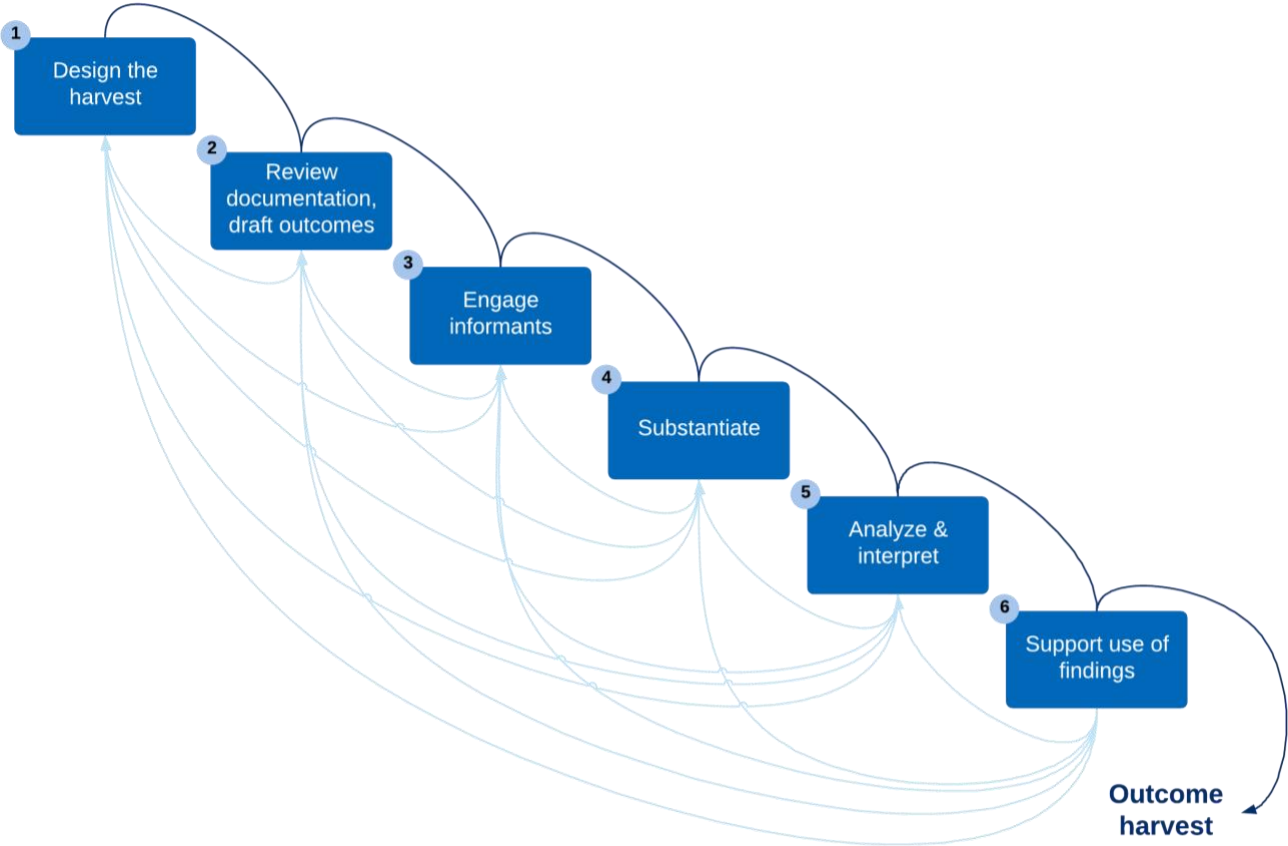 1
Design the
harvest
2
Review
documentation,
draft outcomes
3
Engage
informants
4
Substantiate
5
Analyze &
interpret
6
Support use of
findings
Outcome
harvest